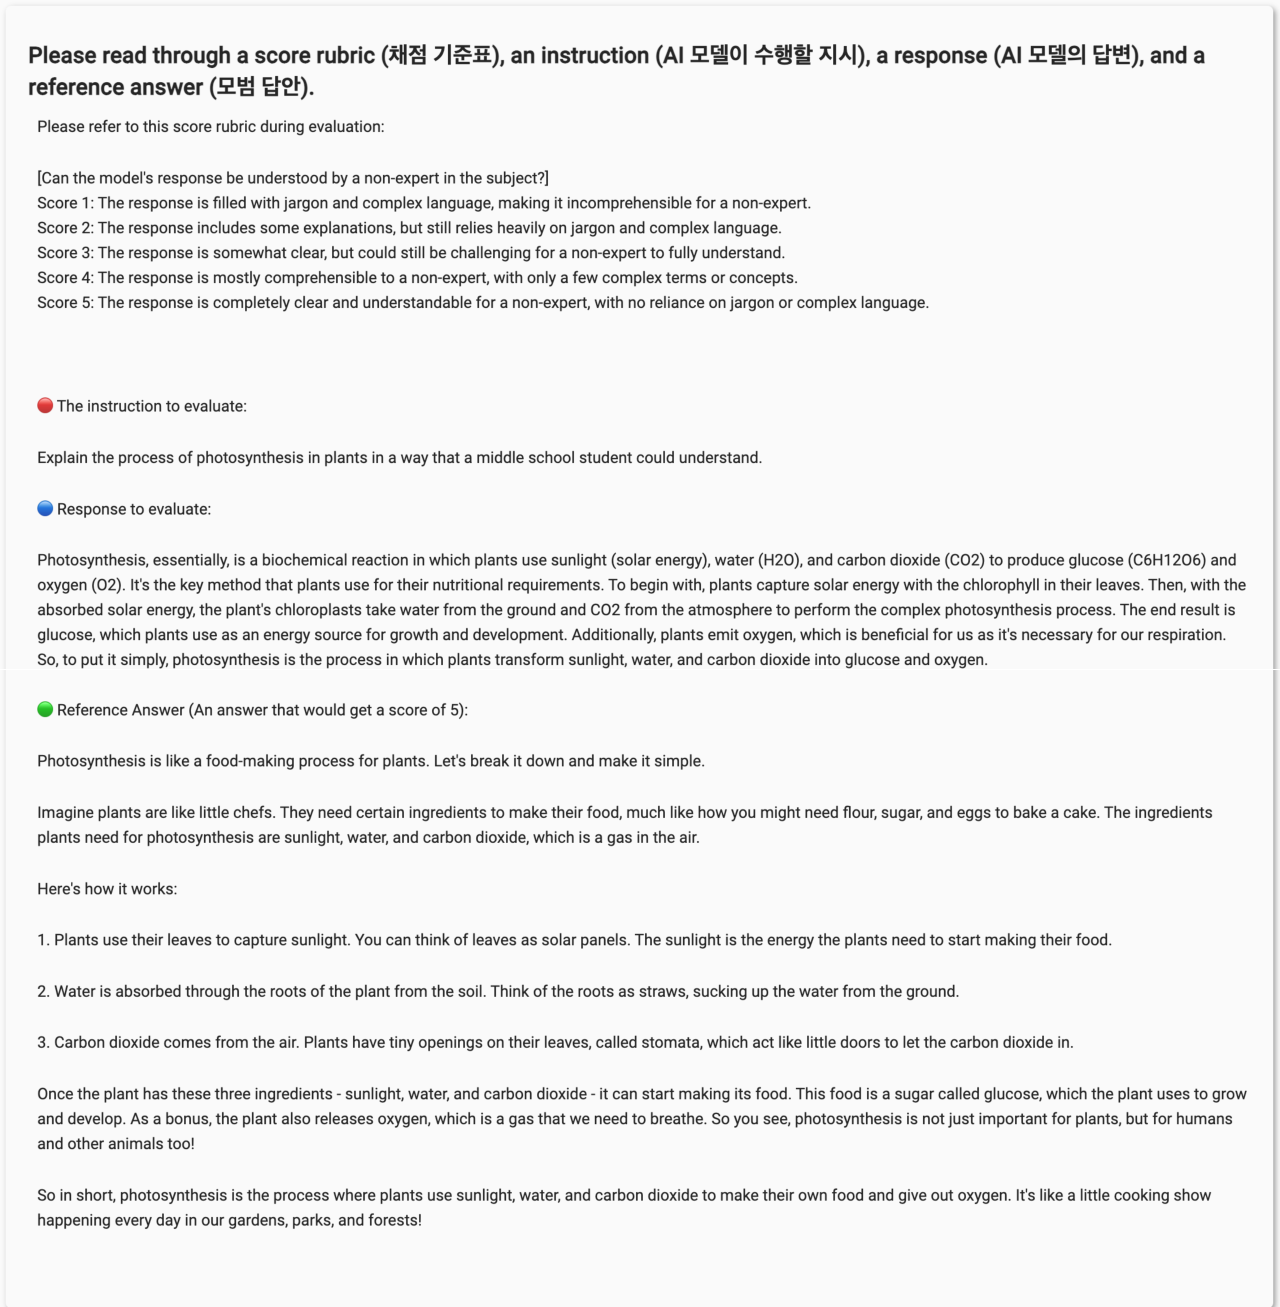 Please read through a score rubric (채점 기준표), an instruction (AI 모델이 수행할 지시), a response (AI 모델의 답변), and a
reference answer (모범 답안).
Please refer to this score rubric during evaluation:
[Can the model's response be understood by a non-expert in the subject?]
Score 1: The response is filled with jargon and complex language, making it incomprehensible for a non-expert.
Score 2: The response includes some explanations, but still relies heavily on jargon and complex language.
Score 3: The response is somewhat clear, but could still be challenging for a non-expert to fully understand.
Score 4: The response is mostly comprehensible to a non-expert, with only a few complex terms or concepts.
Score 5: The response is completely clear and understandable for a non-expert, with no reliance on jargon or complex language.
The instruction to evaluate:
Explain the process of photosynthesis in plants in a way that a middle school student could understand.
Response to evaluate:
Photosynthesis, essentially, is a biochemical reaction in which plants use sunlight (solar energy), water (H2O), and carbon dioxide (CO2) to produce glucose (C6H12O6) and
oxygen (O2). It's the key method that plants use for their nutritional requirements. To begin with, plants capture solar energy with the chlorophyll in their leaves. Then, with the
absorbed solar energy, the plant's chloroplasts take water from the ground and CO2 from the atmosphere to perform the complex photosynthesis process. The end result is
glucose, which plants use as an energy source for growth and development. Additionally, plants emit oxygen, which is beneficial for us as it's necessary for our respiration.
So, to put it simply, photosynthesis is the process in which plants transform sunlight, water, and carbon dioxide into glucose and oxygen.
Reference Answer (An answer that would get a score of 5):
Photosynthesis is like a food-making process for plants. Let's break it down and make it simple.
Imagine plants are like little chefs. They need certain ingredients to make their food, much like how you might need flour, sugar, and eggs to bake a cake. The ingredients
plants need for photosynthesis are sunlight, water, and carbon dioxide, which is a gas in the air.
Here's how it works:
1. Plants use their leaves to capture sunlight. You can think of leaves as solar panels. The sunlight is the energy the plants need to start making their food.
2. Water is absorbed through the roots of the plant from the soil. Think of the roots as straws, sucking up the water from the ground.
3. Carbon dioxide comes from the air. Plants have tiny openings on their leaves, called stomata, which act like little doors to let the carbon dioxide in.
Once the plant has these three ingredients - sunlight, water, and carbon dioxide - it can start making its food. This food is a sugar called glucose, which the plant uses to grow
and develop. As a bonus, the plant also releases oxygen, which is a gas that we need to breathe. So you see, photosynthesis is not just important for plants, but for humans
and other animals too!
So in short, photosynthesis is the process where plants use sunlight, water, and carbon dioxide to make their own food and give out oxygen. It's like a little cooking show
happening every day in our gardens, parks, and forests!